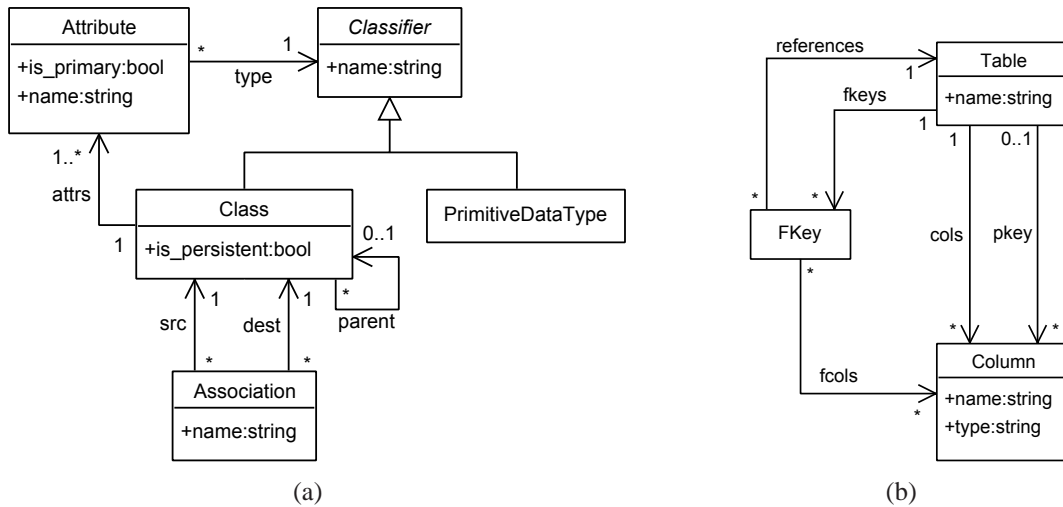 Attribute
+is_primary:bool
+name:string
*
1
type
Classifier
+name:string
1..*
attrs
1
Class
+is_persistent:bool
PrimitiveDataType
0..1
*
parent
1
src
*
1
dest
*
Association
+name:string
(a)
references
1
Table
+name:string
fkeys
1
1
0..1
*
*
FKey
*
cols
pkey
fcols
*
*
*
Column
+name:string
+type:string
(b)